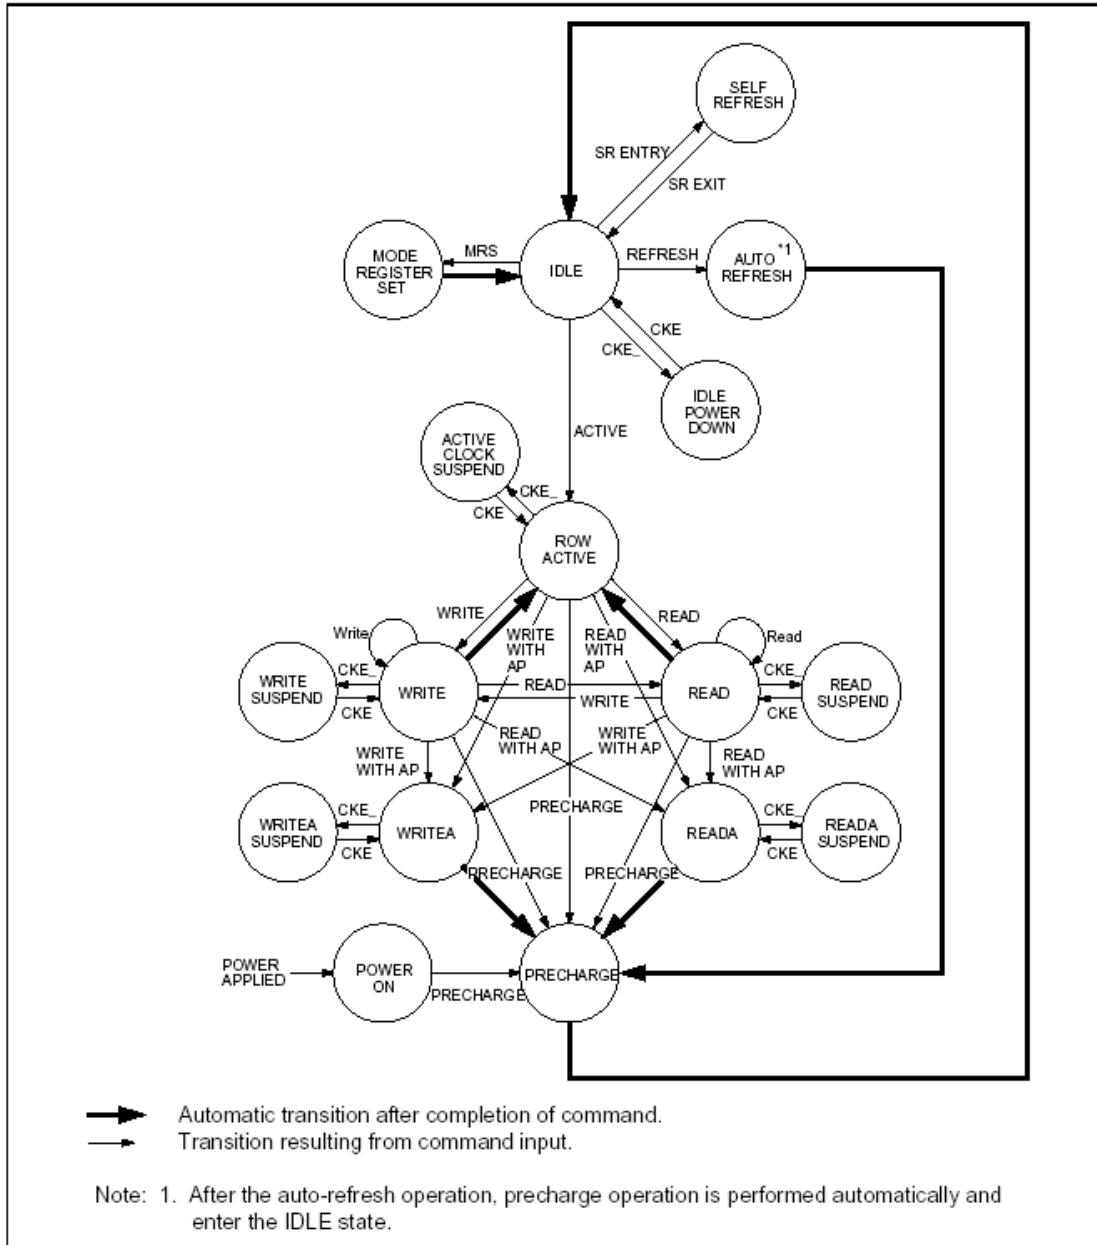 SELF
REFRESH
SR ENTRY
SR EXIT
MODE
REGISTER
SET
MRS
IDLE
REFRESH
AUTO *1
REFRESH
CKE
CKE_
IDLE
POWER
DOWN
ACTIVE
ACTIVE
CLOCK
SUSPEND
CKE_
CKE
ROW
ACTIVE
WRITE
WRITE
WITH
AP
READ
WITH
AP
READ
Write
Read
WRITE
SUSPEND
CKE_
CKE
WRITE
READ
WRITE
READ
CKE_
CKE
READ
SUSPEND
WRITE
WITH AP
READ
WITH AP
WRITE
WITH AP
READ
WITH AP
WRITEA
SUSPEND
CKE_
CKE
WRITEA
PRECHARGE
READA
CKE_
CKE
READA
SUSPEND
PRECHARGE
PRECHARGE
POWER
APPLIED
POWER
ON
PRECHARGE
PRECHARGE
Automatic transition after completion of command.
Transition resulting from command input.
Note: 1. After the auto-refresh operation, precharge operation is performed automatically and
enter the IDLE state.